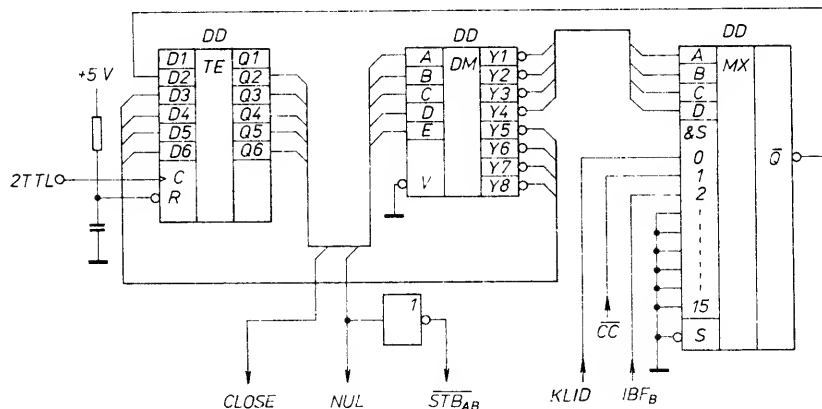 DD
D1 TE Q1
D2 Q2
D3 Q3
D4 Q4
D5 Q5
D6 Q6
C
R
+5 V
2TTL
DD
A DM Y1
B Y2
C Y3
D Y4
E Y5
Y6
Y7
V Y8
DD
A MX
B
C
D
&S
0
1
2
15
S
Q
1
CLOSE
NUL
STB_AB
KLID
CC
IBF_B